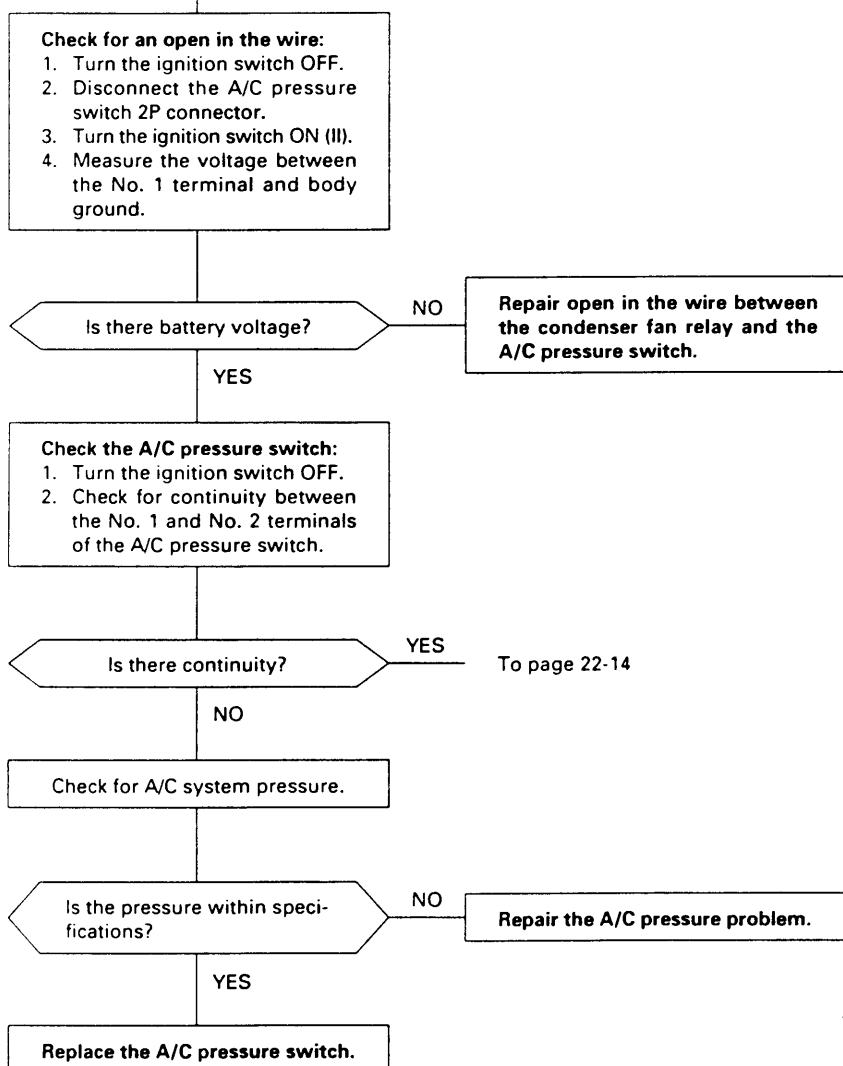 Check for an open in the wire:
1. Turn the ignition switch OFF.
2. Disconnect the A/C pressure
switch 2P connector.
3. Turn the ignition switch ON (II).
4. Measure the voltage between
the No. 1 terminal and body
ground.
Is there battery voltage?
NO
Repair open in the wire between
the condenser fan relay and the
A/C pressure switch.
YES
Check the A/C pressure switch:
1. Turn the ignition switch OFF.
2. Check for continuity between
the No. 1 and No. 2 terminals
of the A/C pressure switch.
Is there continuity?
YES
To page 22-14
NO
Check for A/C system pressure.
Is the pressure within speci-
fications?
NO
Repair the A/C pressure problem.
YES
Replace the A/C pressure switch.